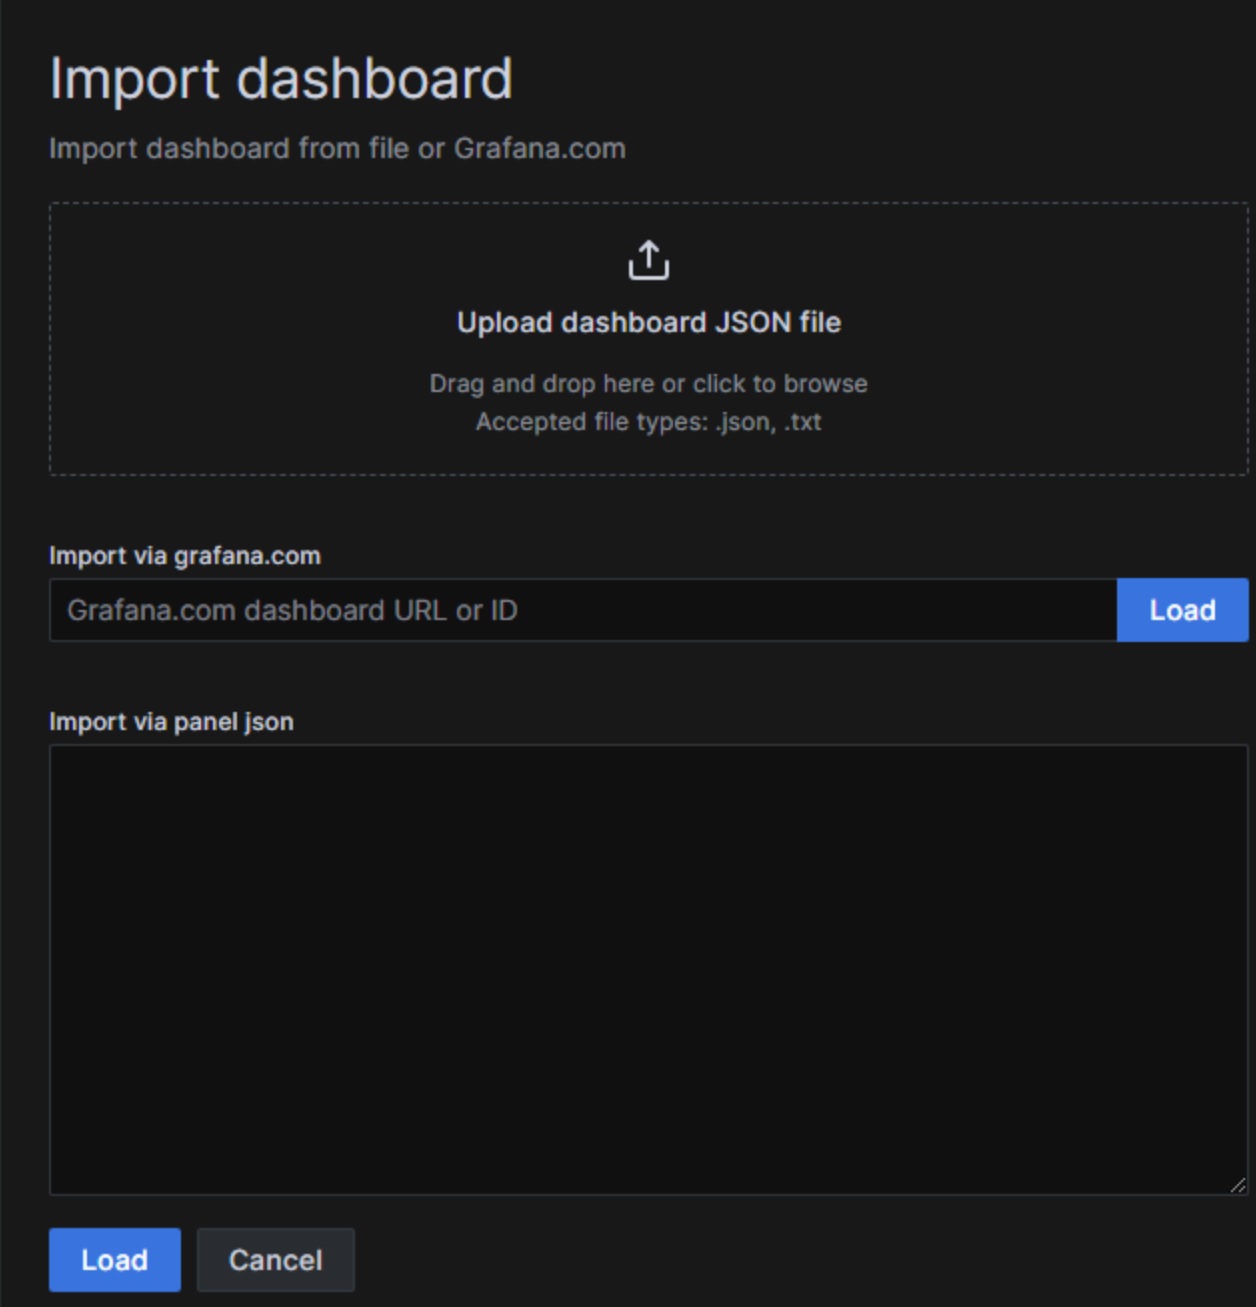 Import dashboard
Import dashboard from file or Grafana.com
Upload dashboard JSON file
Drag and drop here or click to browse
Accepted file types: .json, .txt
Import via grafana.com
Grafana.com dashboard URL or ID
Load
Import via panel json
Load
Cancel